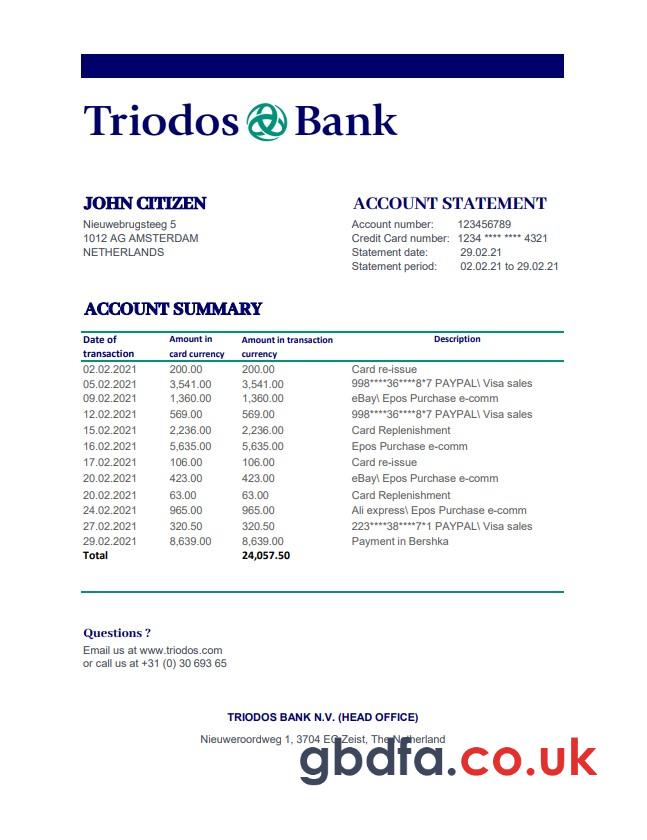 Triodos Bank
JOHN CITIZEN
Nieuwebrugsteeg 5
1012 AG AMSTERDAM
NETHERLANDS
ACCOUNT STATEMENT
Account number: 123456789
Credit Card number: 1234 **** **** 4321
Statement date: 29.02.21
Statement period: 02.02.21 to 29.02.21
ACCOUNT SUMMARY
Date of transaction Amount in card currency Amount in transaction currency Description
02.02.2021 200.00 200.00 Card re-issue
05.02.2021 3,541.00 3,541.00 998****36****8*7 PAYPAL\ Visa sales
09.02.2021 1,360.00 1,360.00 eBay\ Epos Purchase e-comm
12.02.2021 569.00 569.00 998****36****8*7 PAYPAL\ Visa sales
15.02.2021 2,236.00 2,236.00 Card Replenishment
16.02.2021 5,635.00 5,635.00 Epos Purchase e-comm
17.02.2021 106.00 106.00 Card re-issue
20.02.2021 423.00 423.00 eBay\ Epos Purchase e-comm
20.02.2021 63.00 63.00 Card Replenishment
24.02.2021 965.00 965.00 Ali express\ Epos Purchase e-comm
27.02.2021 320.50 320.50 223****38****7*1 PAYPAL\ Visa sales
29.02.2021 8,639.00 8,639.00 Payment in Bershka
Total 24,057.50
Questions ?
Email us at www.triodos.com
or call us at +31 (0) 30 693 65
TRIODOS BANK N.V. (HEAD OFFICE)
Nieuweroordweg 1, 3704 EC Zeist, The Netherland
gbdfa.co.uk